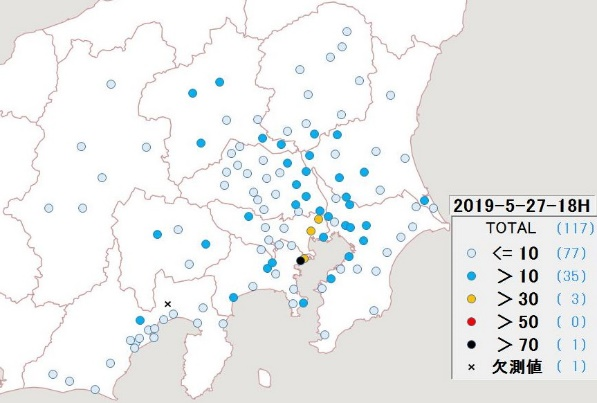 2019-5-27-18H
TOTAL (117)
<= 10 (77)
> 10 (35)
> 30 ( 3)
> 50 ( 0)
> 70 ( 1)
欠測値 ( 1)